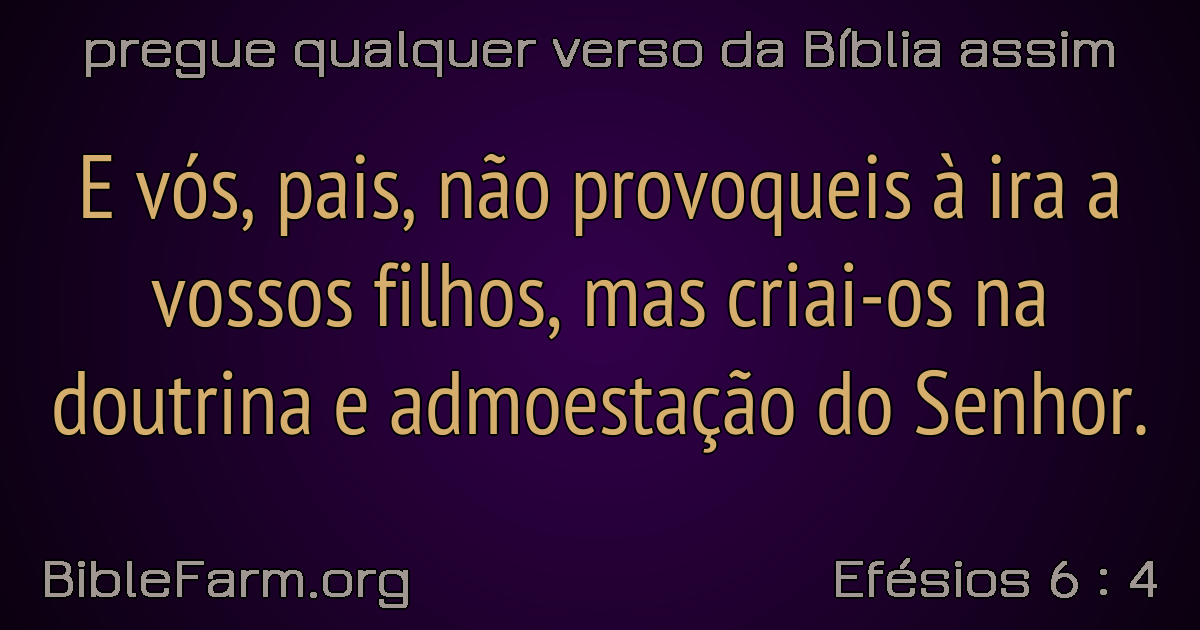 pregue qualquer verso da Bíblia assim
E vós, pais, não provoqueis à ira a
vossos filhos, mas criai-os na
doutrina e admoestação do Senhor.
BibleFarm.org
Efésios 6 : 4